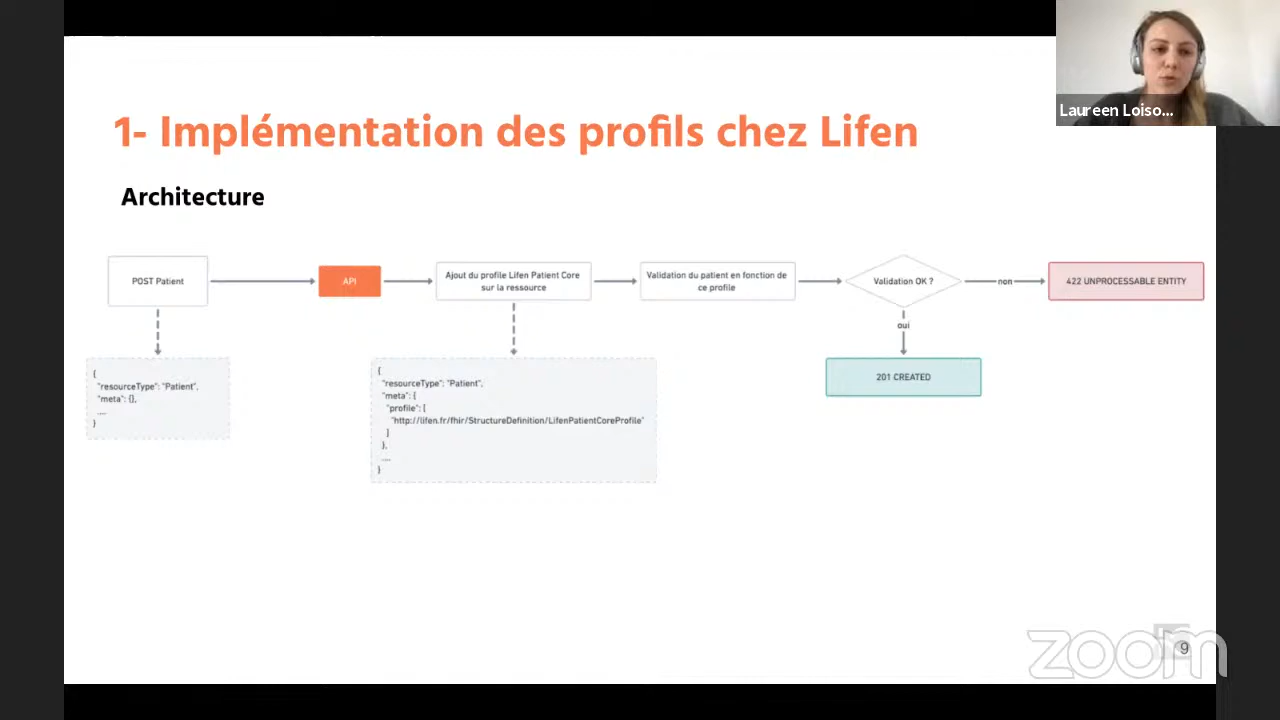 Laureen Loiso...
1- Implémentation des profils chez Lifen
Architecture
POST Patient
API
Ajout du profile Lifen Patient Core
sur la ressource
Validation du patient en fonction de
ce profile
Validation OK ?
non
422 UNPROCESSABLE ENTITY
oui
201 CREATED
{
"resourceType": "Patient",
"meta": {},
....
}
{
"resourceType": "Patient",
"meta": {
"profile": [
"http://lifen.fr/fhir/StructureDefinition/LifenPatientCoreProfile"
]
},
....
}
zoom
9